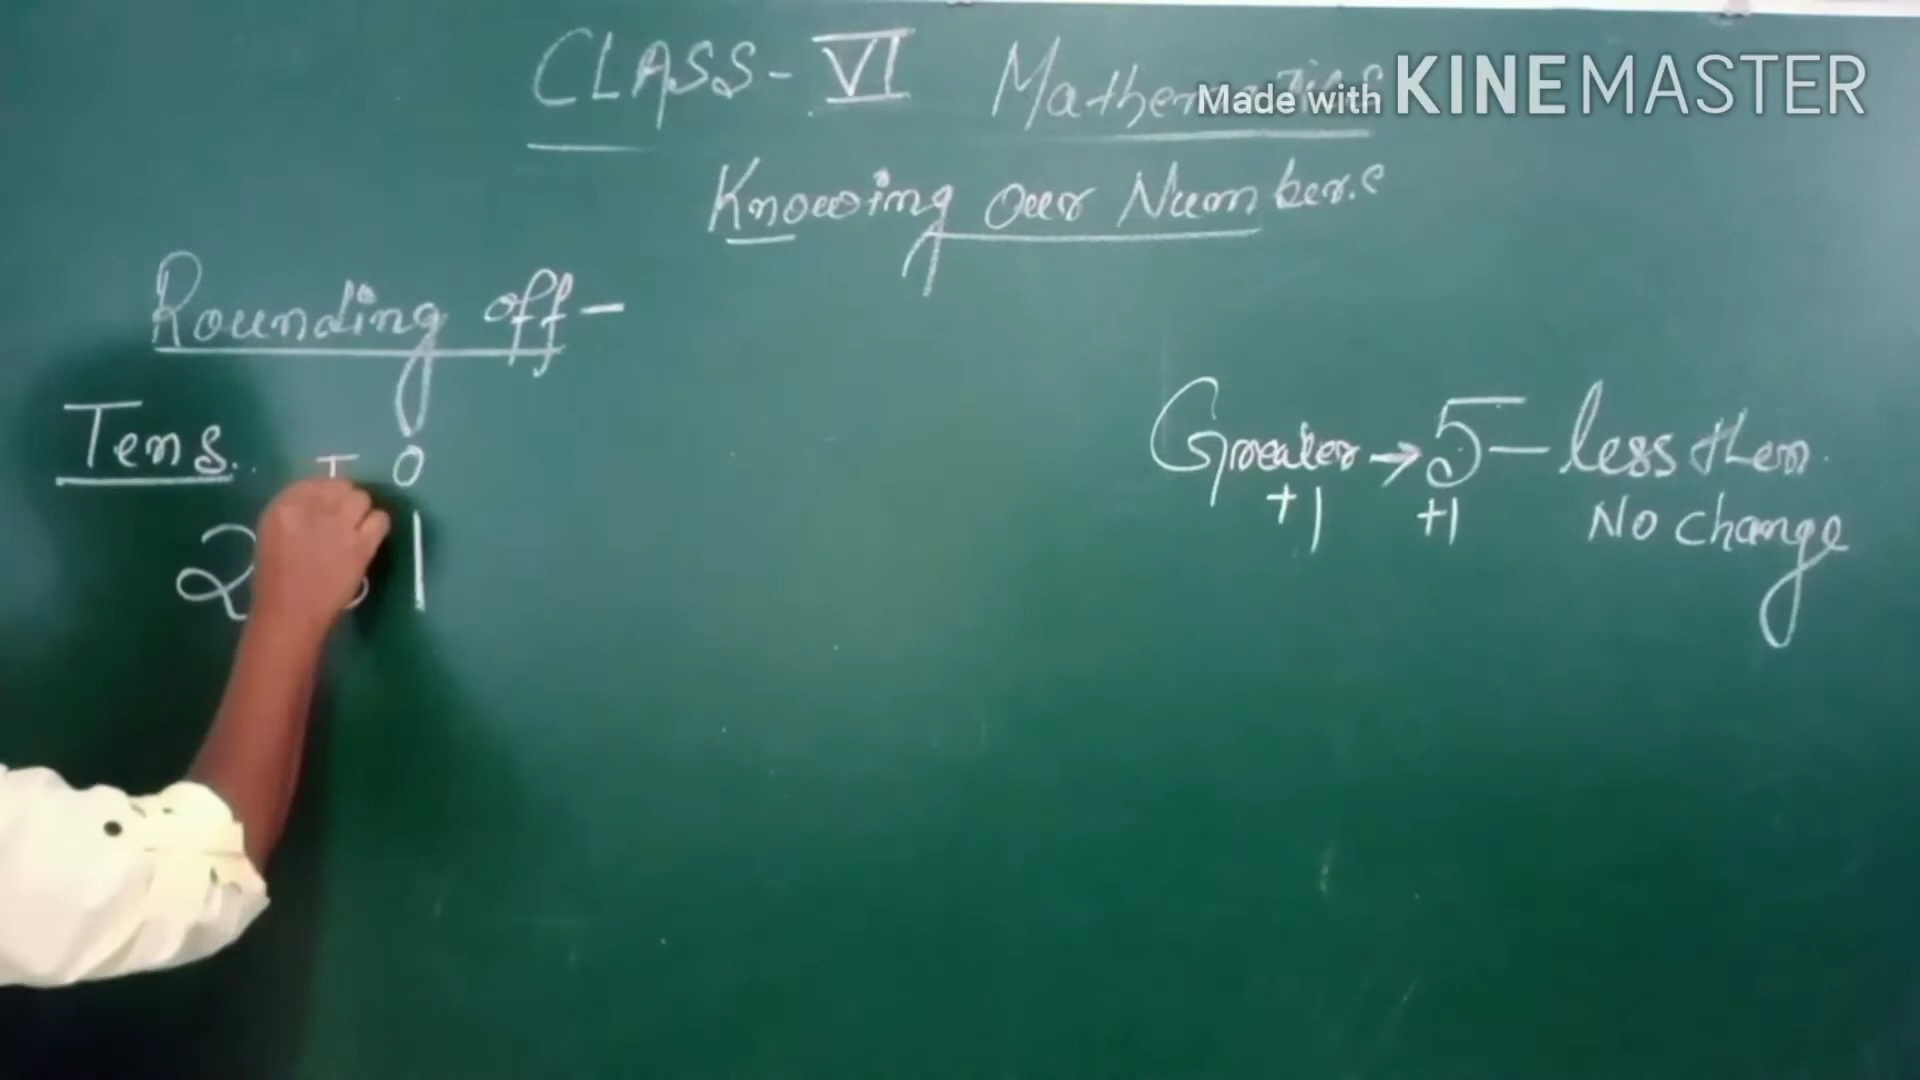 CLASS - VI Mathematics
Made with KINEMASTER
Knowing Our Numbers
Rounding off -
Tens. T O
2 1
Greater → 5 - less then
+1 +1 No change